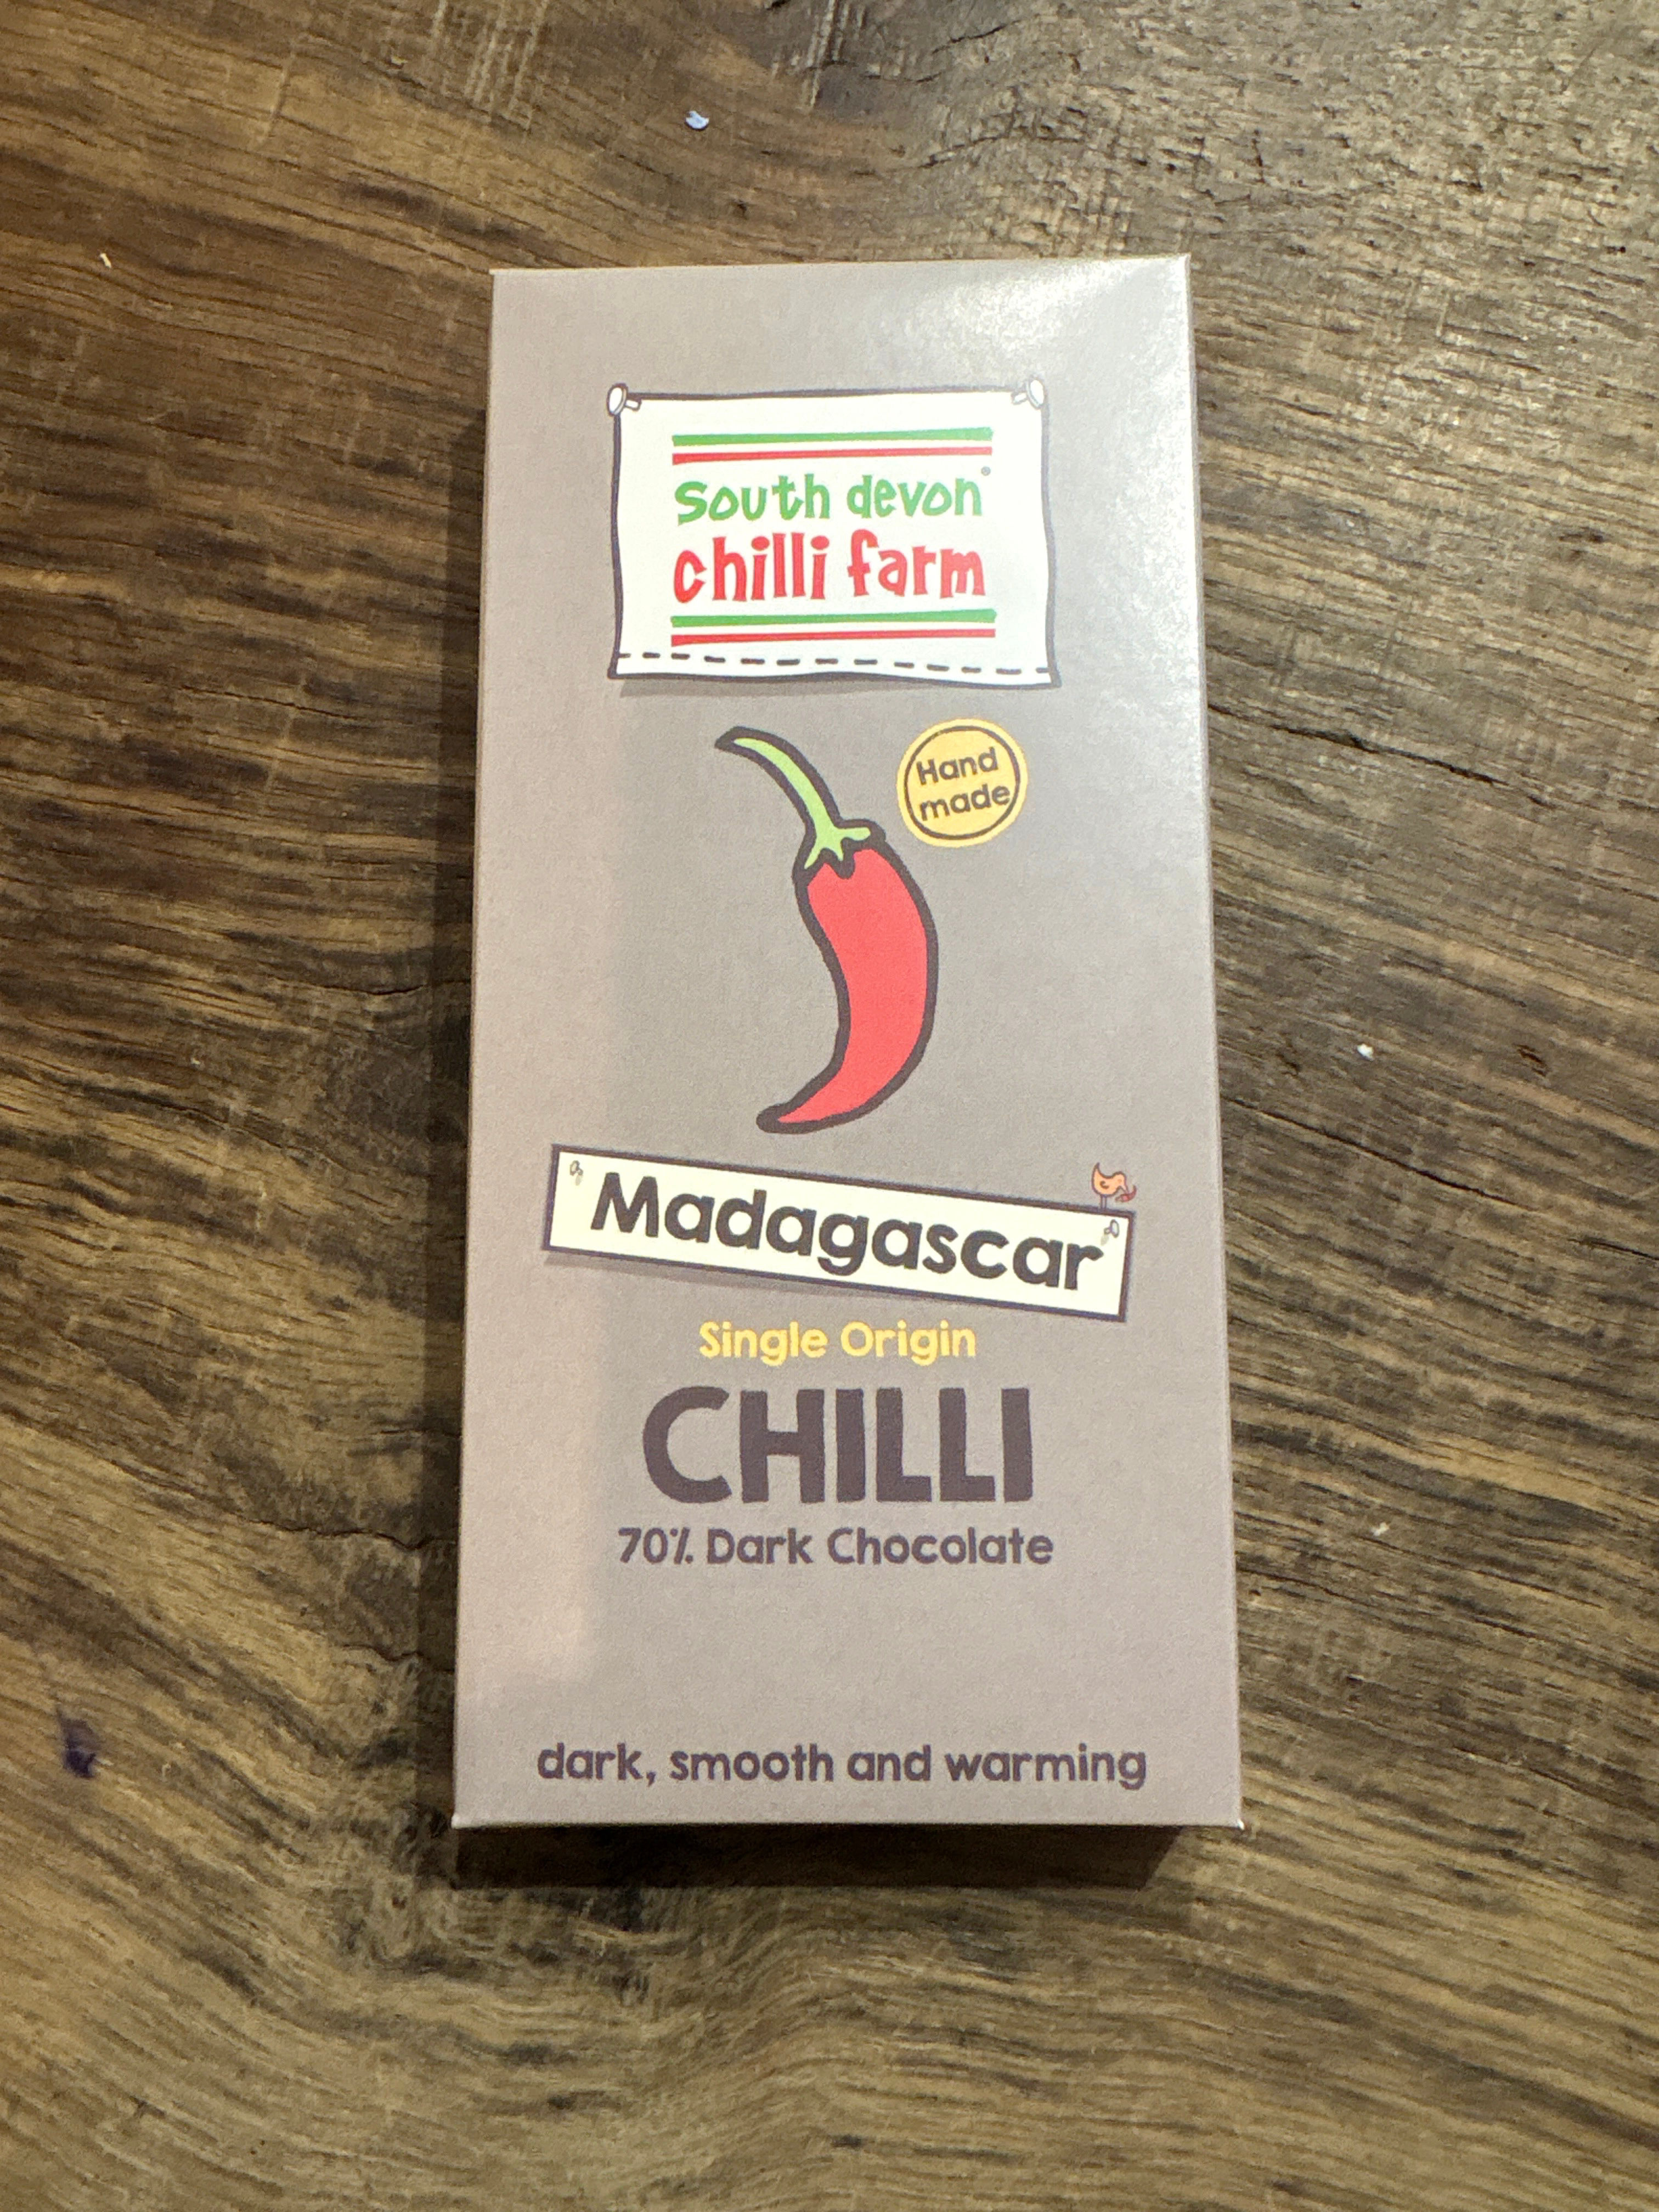 south devon
chilli farm
Hand
made
Madagascar
Single Origin
CHILLI
70% Dark Chocolate
dark, smooth and warming